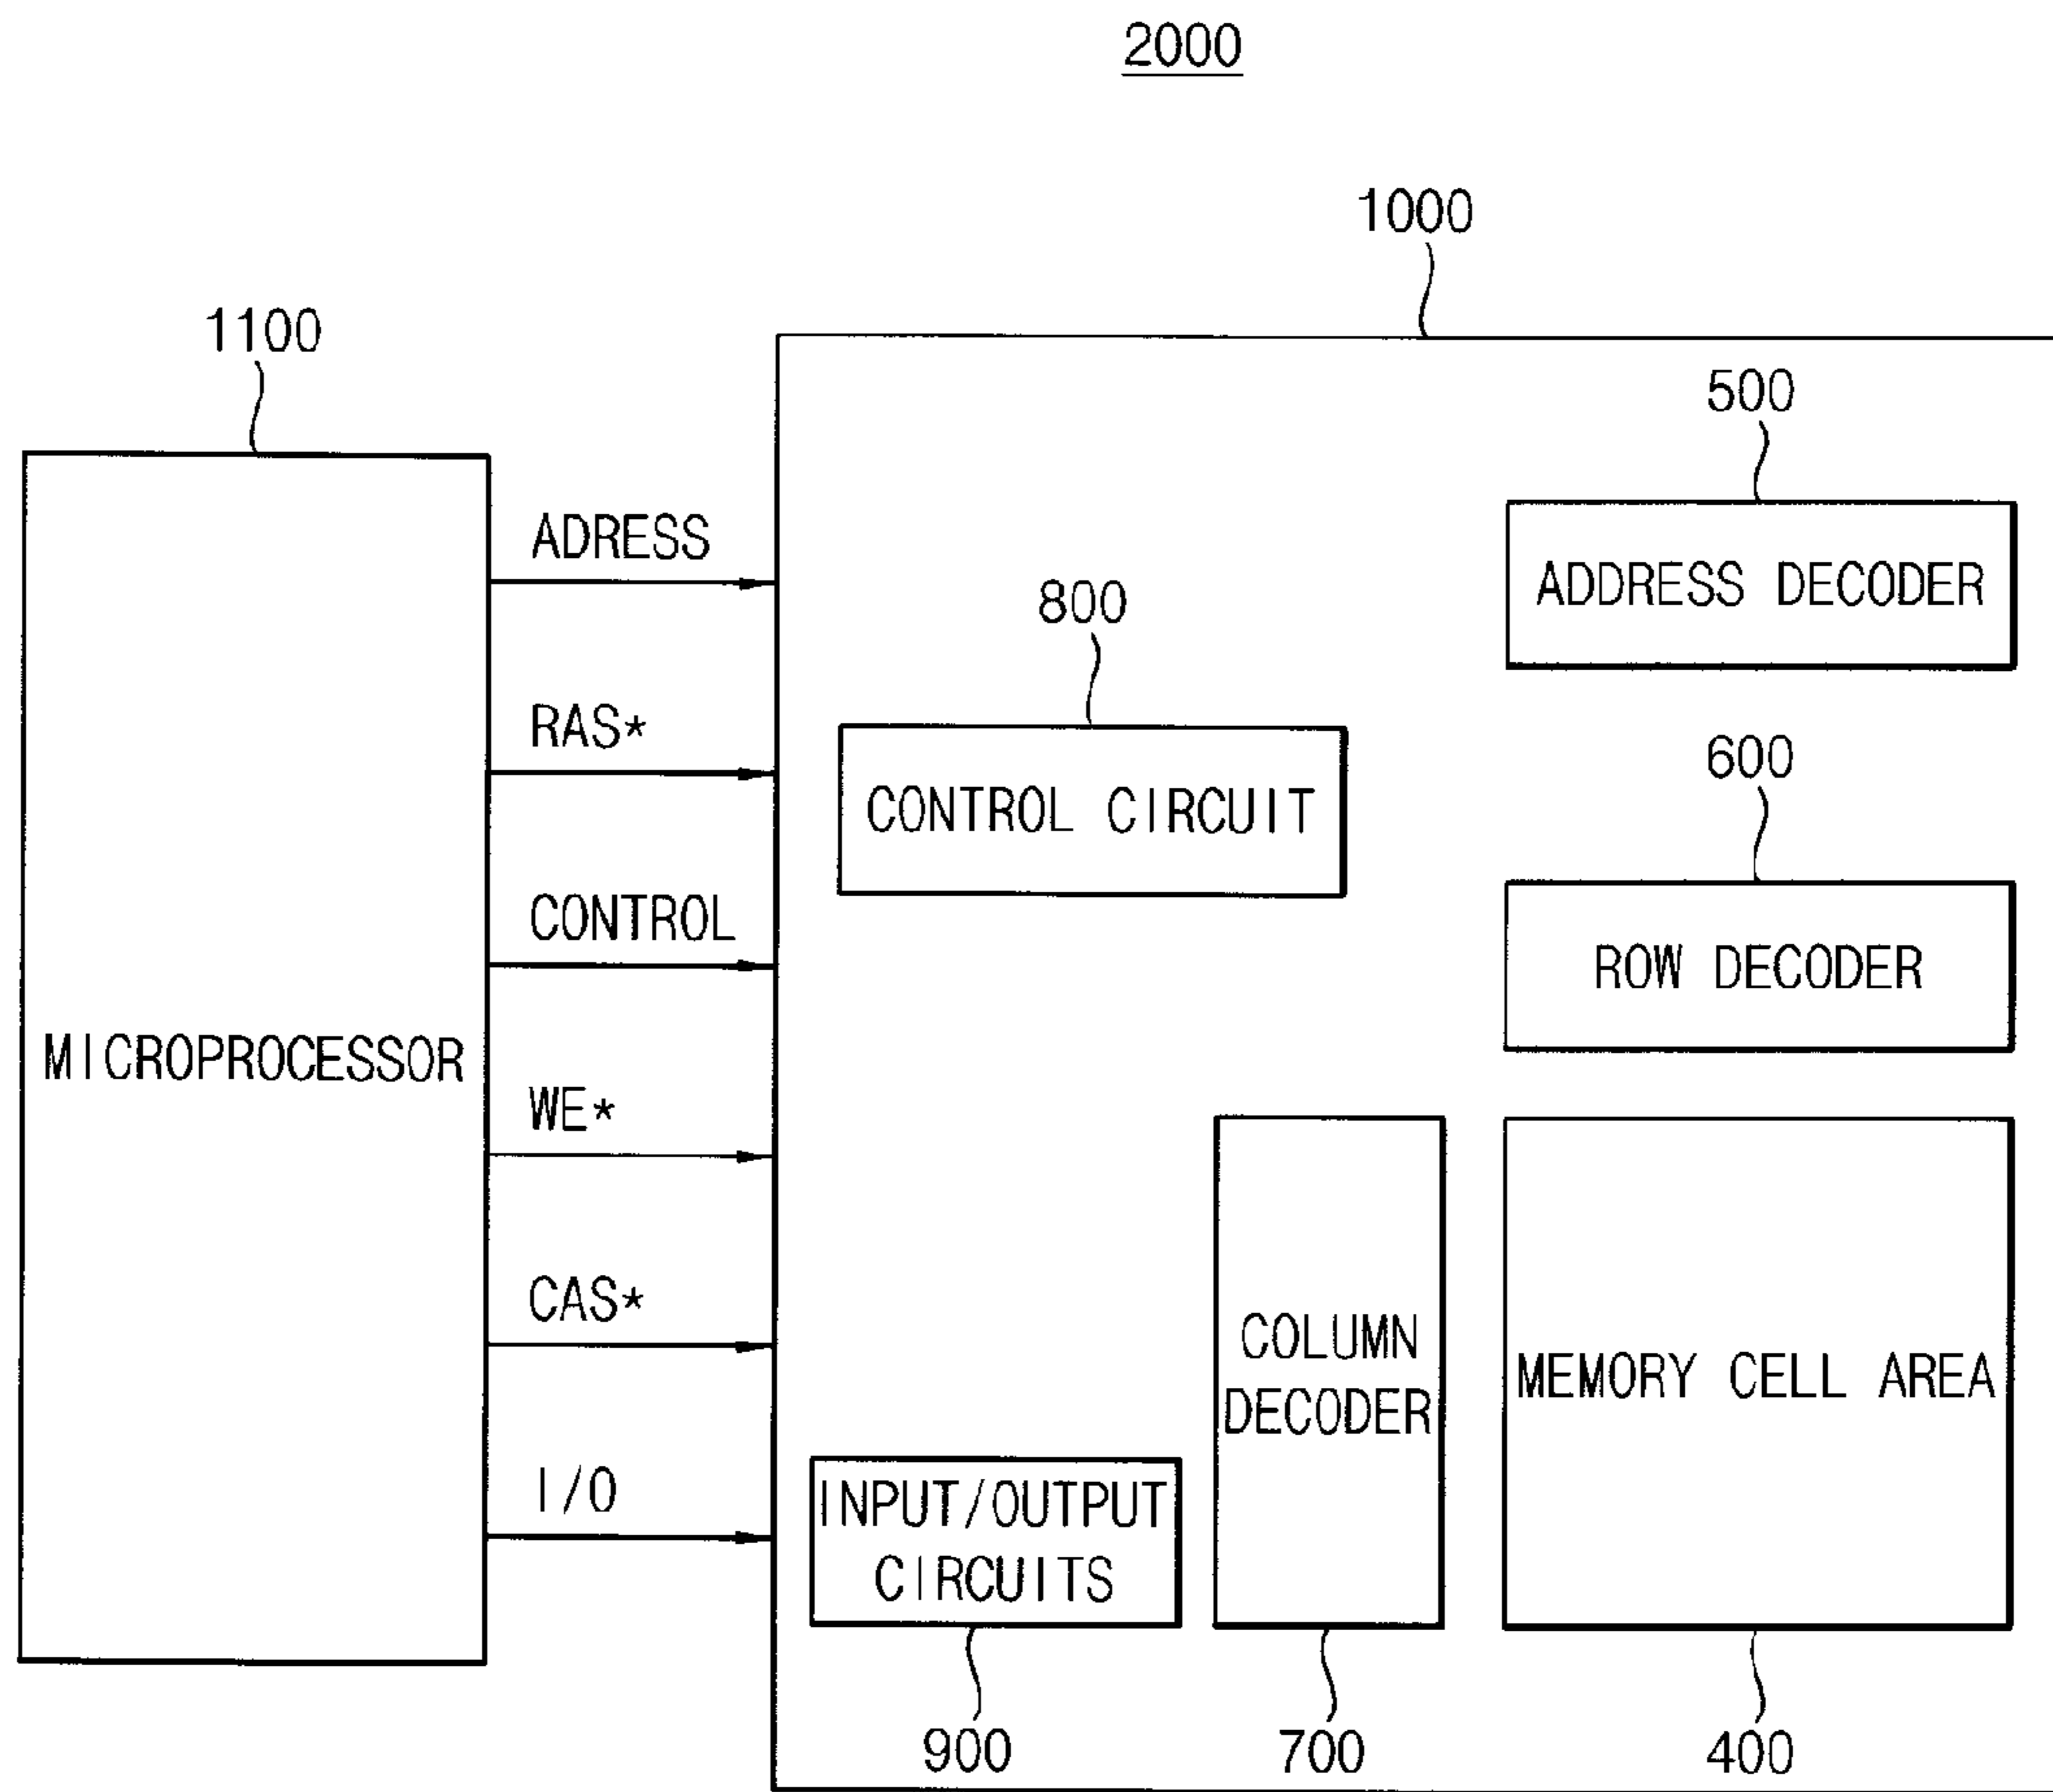 2000
1000
1100
500
ADRESS
ADDRESS DECODER
800
RAS*
600
CONTROL CIRCUIT
CONTROL
ROW DECODER
MICROPROCESSOR
WE*
CAS*
COLUMN
DECODER
MEMORY CELL AREA
I/O
INPUT/OUTPUT
CIRCUITS
900
700
400